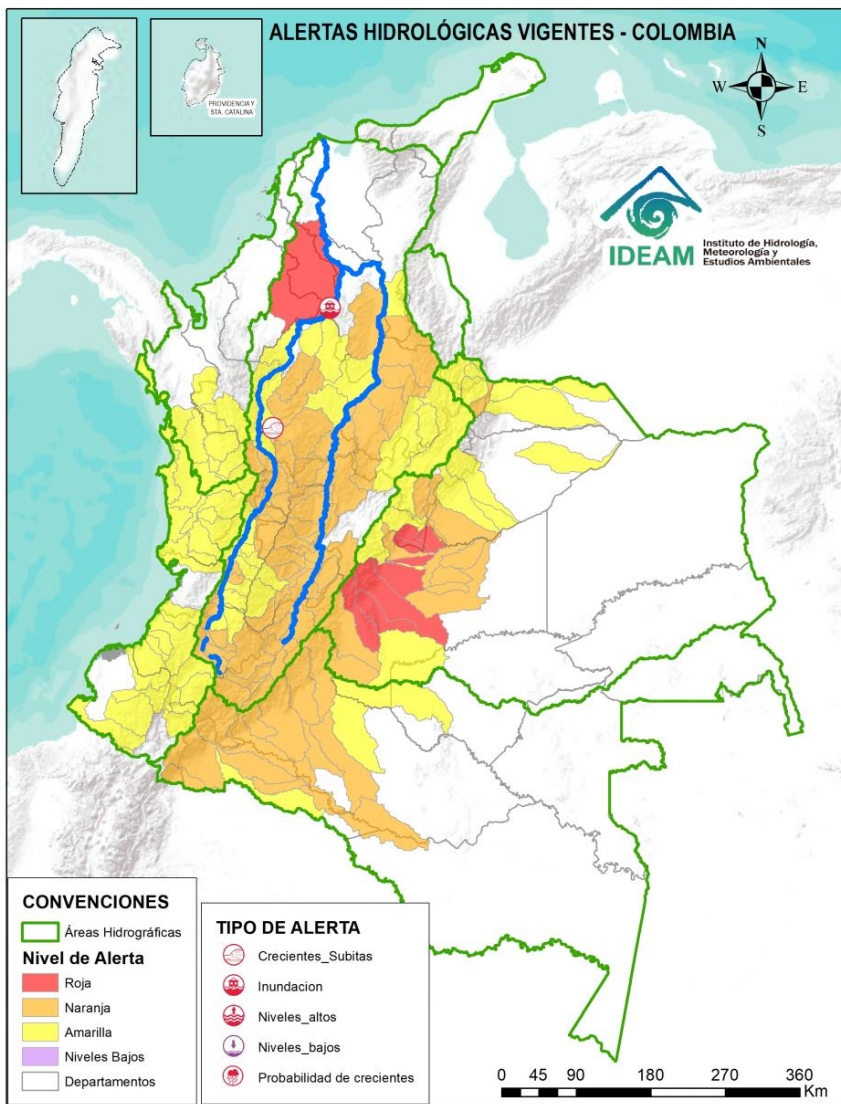 ALERTAS HIDROLÓGICAS VIGENTES - COLOMBIA
PROVIDENCIA Y
STA. CATALINA
N
W
E
S
IDEAM
Instituto de Hidrología,
Meteorología y
Estudios Ambientales
CONVENCIONES
Áreas Hidrográficas
Nivel de Alerta
Roja
Naranja
Amarilla
Niveles Bajos
Departamentos
TIPO DE ALERTA
Crecientes_Subitas
Inundacion
Niveles_altos
Niveles_bajos
Probabilidad de crecientes
0 45 90 180 270 360
Km